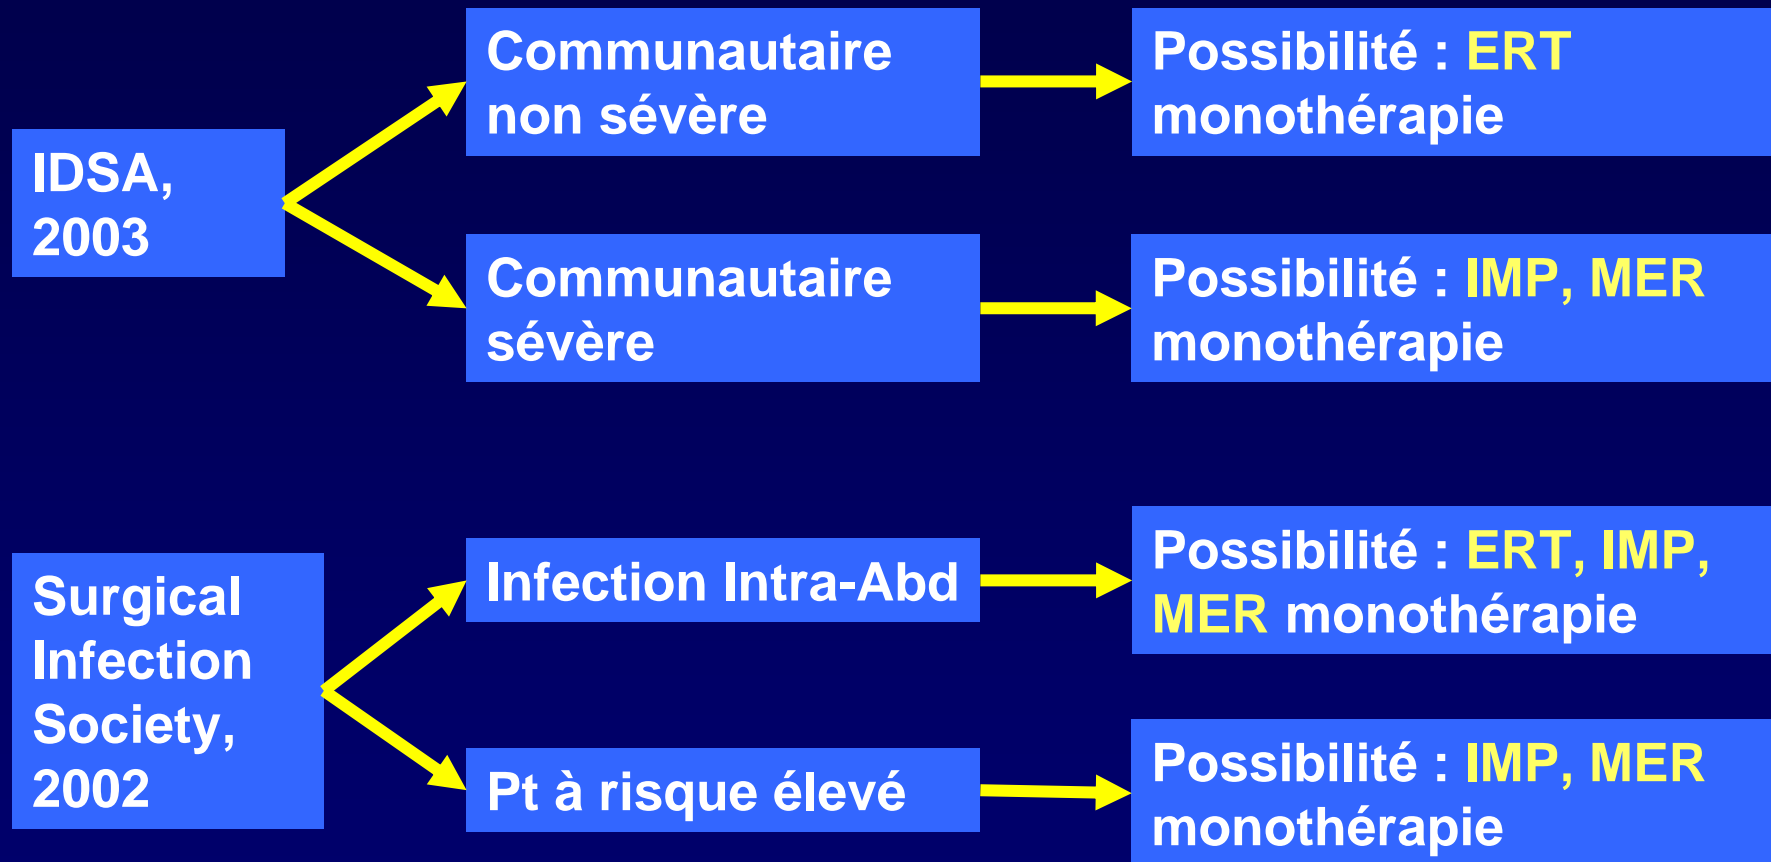 IDSA,
2003
Communautaire
non sévère
Possibilité : ERT
monothérapie
Communautaire
sévère
Possibilité : IMP, MER
monothérapie
Surgical
Infection
Society,
2002
Infection Intra-Abd
Possibilité : ERT, IMP,
MER monothérapie
Pt à risque élevé
Possibilité : IMP, MER
monothérapie